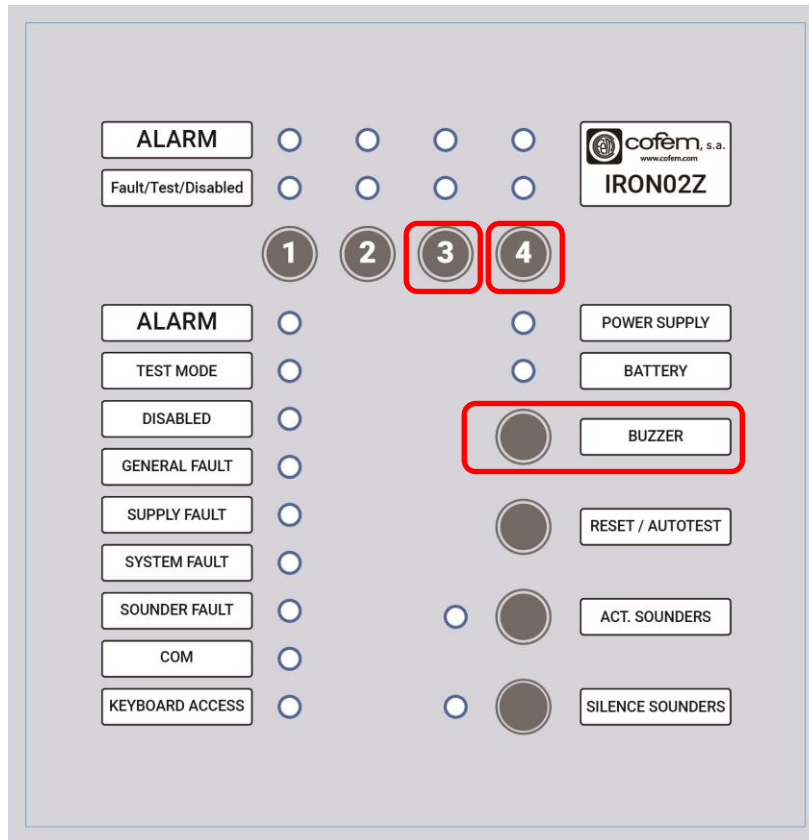 ALARM
cofem, s.a.
www.cofem.com
Fault/Test/Disabled
IRON02Z
1 2 3 4
ALARM
POWER SUPPLY
TEST MODE
BATTERY
DISABLED
BUZZER
GENERAL FAULT
SUPPLY FAULT
RESET / AUTOTEST
SYSTEM FAULT
SOUNDER FAULT
ACT. SOUNDERS
COM
KEYBOARD ACCESS
SILENCE SOUNDERS